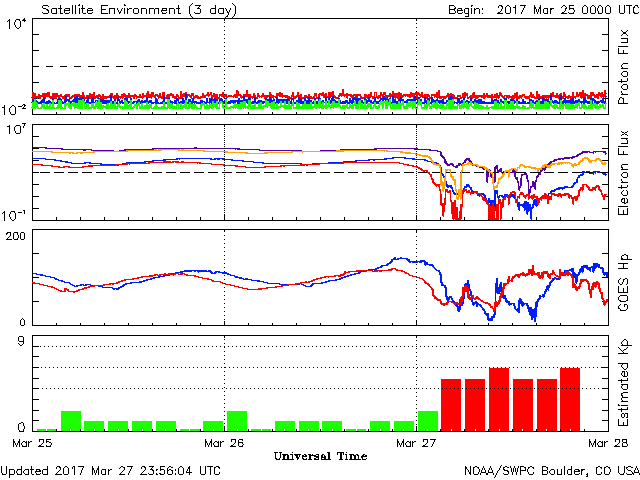 Satellite Environment (3 day) Begin: 2017 Mar 25 0000 UTC
10⁴
Proton Flux
10⁻²
10⁷
Electron Flux
10⁻¹
200
GOES Hp
0
9
Estimated Kp
0
Mar 25 Mar 26 Mar 27 Mar 28
Universal Time
Updated 2017 Mar 27 23:56:04 UTC NOAA/SWPC Boulder, CO USA